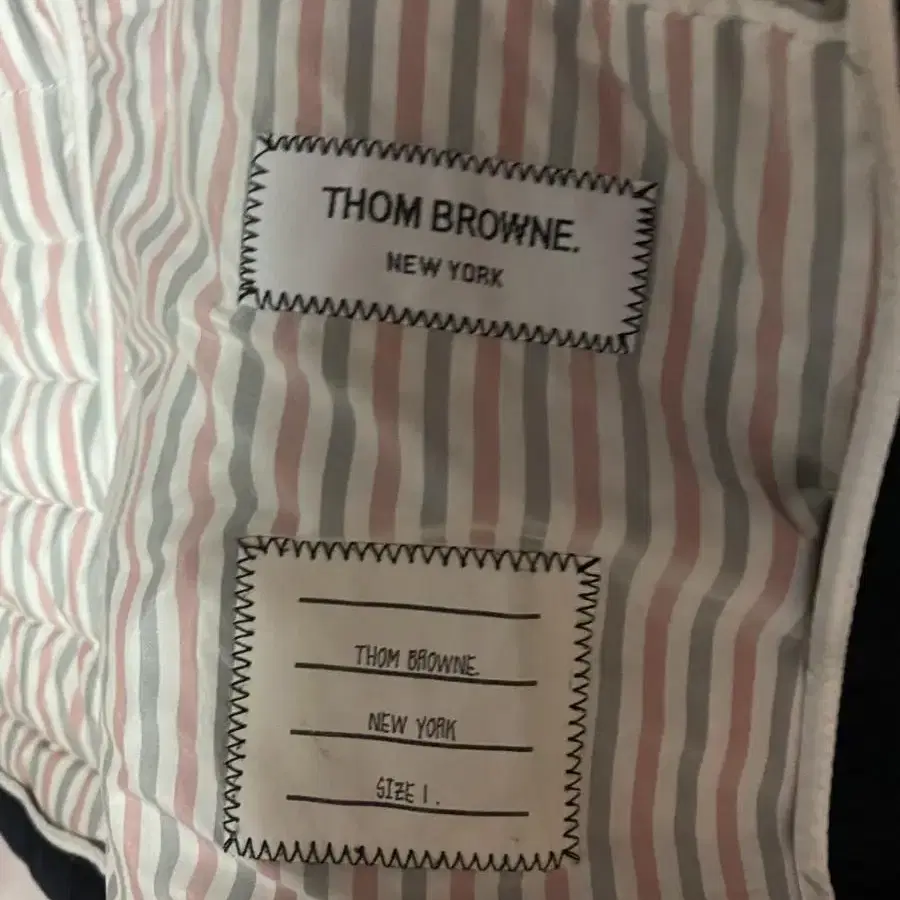 THOM BROWNE.
NEW YORK
THOM BROWNE
NEW YORK
SIZE 1.